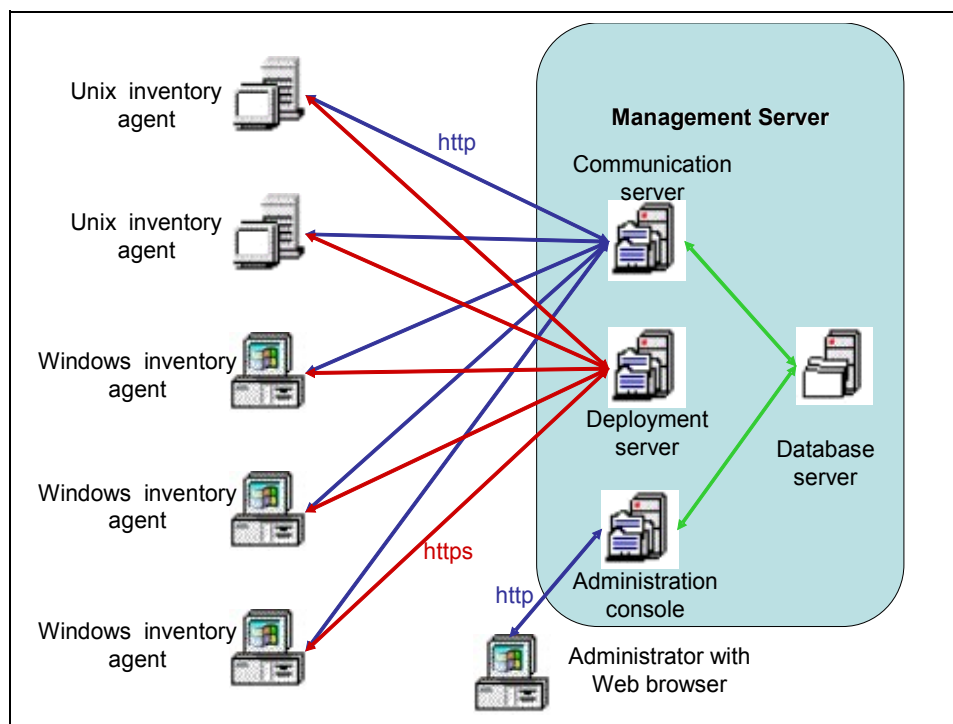 Unix inventory
agent
http
Management Server
Communication
server
Unix inventory
agent
Windows inventory
agent
Deployment
server
Database
server
Windows inventory
agent
https
Administration
console
http
Windows inventory
agent
Administrator with
Web browser